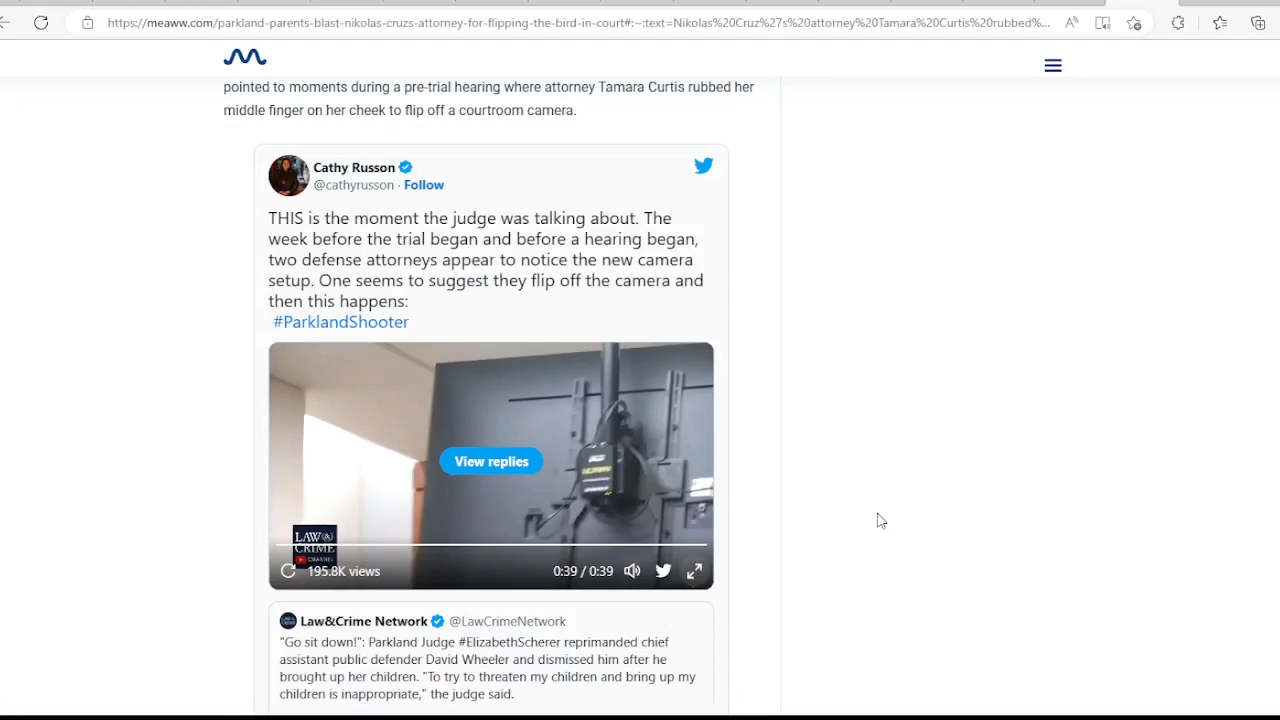 https://meaww.com/parkland-parents-blast-nikolas-cruzs-attorney-for-flipping-the-bird-in-court#:~:text=Nikolas%20Cruz%27s%20attorney%20Tamara%20Curtis%20rubbed%...
pointed to moments during a pre-trial hearing where attorney Tamara Curtis rubbed her
middle finger on her cheek to flip off a courtroom camera.
Cathy Russon
@cathyrusson · Follow
THIS is the moment the judge was talking about. The
week before the trial began and before a hearing began,
two defense attorneys appear to notice the new camera
setup. One seems to suggest they flip off the camera and
then this happens:
#ParklandShooter
View replies
LAW&
CRIME
CHANNEL
195.8K views
0:39 / 0:39
Law&Crime Network @LawCrimeNetwork
"Go sit down!": Parkland Judge #ElizabethScherer reprimanded chief
assistant public defender David Wheeler and dismissed him after he
brought up her children. "To try to threaten my children and bring up my
children is inappropriate," the judge said.